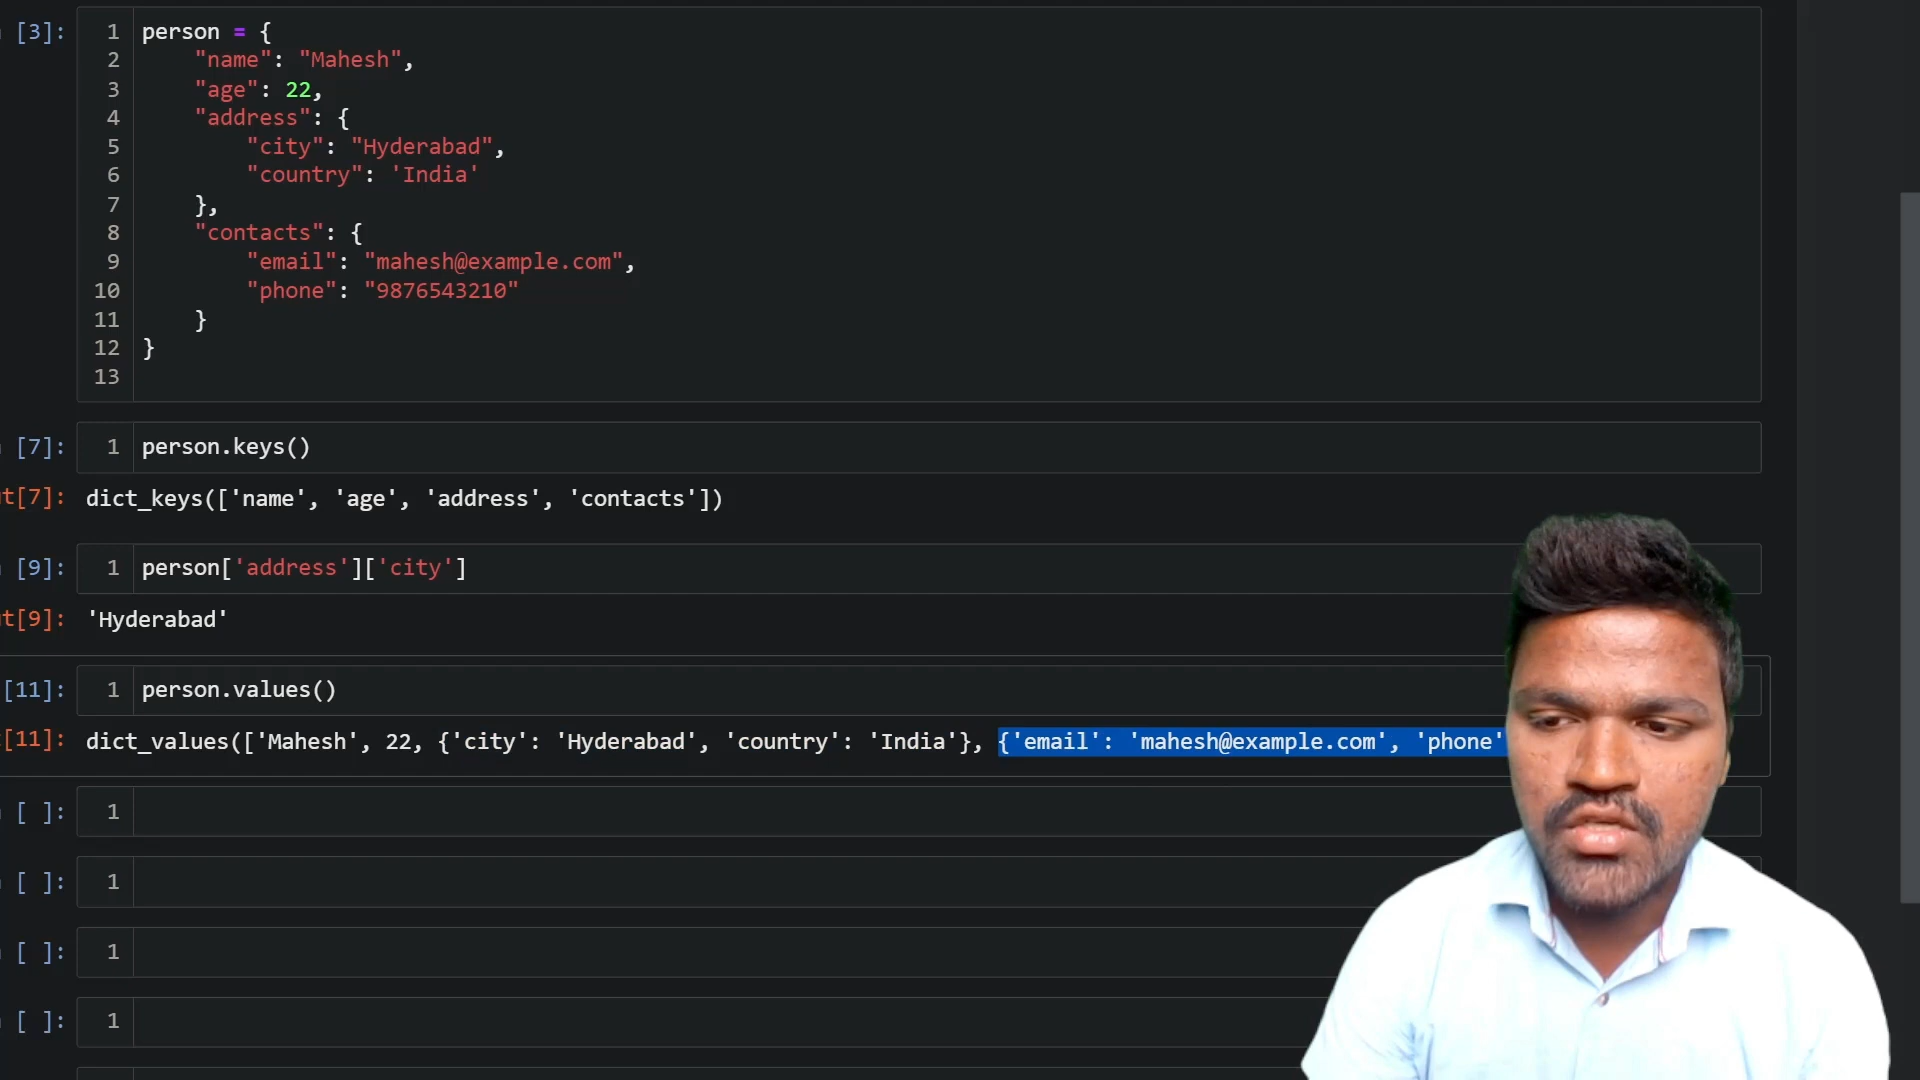 [3]:
1 person = {
2 "name": "Mahesh",
3 "age": 22,
4 "address": {
5 "city": "Hyderabad",
6 "country": 'India'
7 },
8 "contacts": {
9 "email": "mahesh@example.com",
10 "phone": "9876543210"
11 }
12 }
13
[7]: 1 person.keys()
t[7]: dict_keys(['name', 'age', 'address', 'contacts'])
[9]: 1 person['address']['city']
t[9]: 'Hyderabad'
[11]: 1 person.values()
[11]: dict_values(['Mahesh', 22, {'city': 'Hyderabad', 'country': 'India'}, {'email': 'mahesh@example.com', 'phone'
[ ]: 1
[ ]: 1
[ ]: 1
[ ]: 1